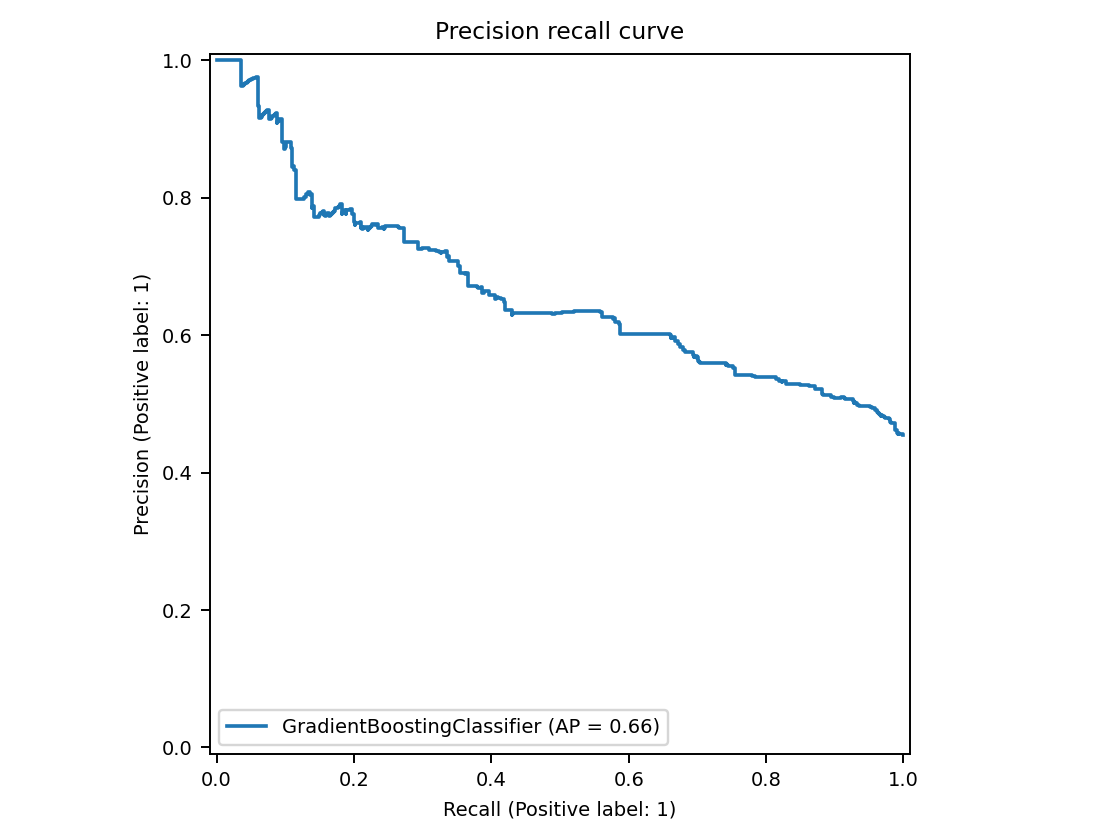 Precision recall curve
1.0
0.8
0.6
0.4
0.2
0.0
Precision (Positive label: 1)
GradientBoostingClassifier (AP = 0.66)
0.0 0.2 0.4 0.6 0.8 1.0
Recall (Positive label: 1)